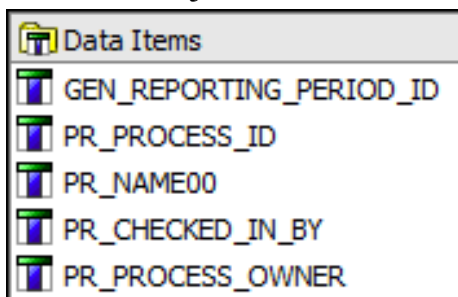 Data Items
GEN_REPORTING_PERIOD_ID
PR_PROCESS_ID
PR_NAME00
PR_CHECKED_IN_BY
PR_PROCESS_OWNER